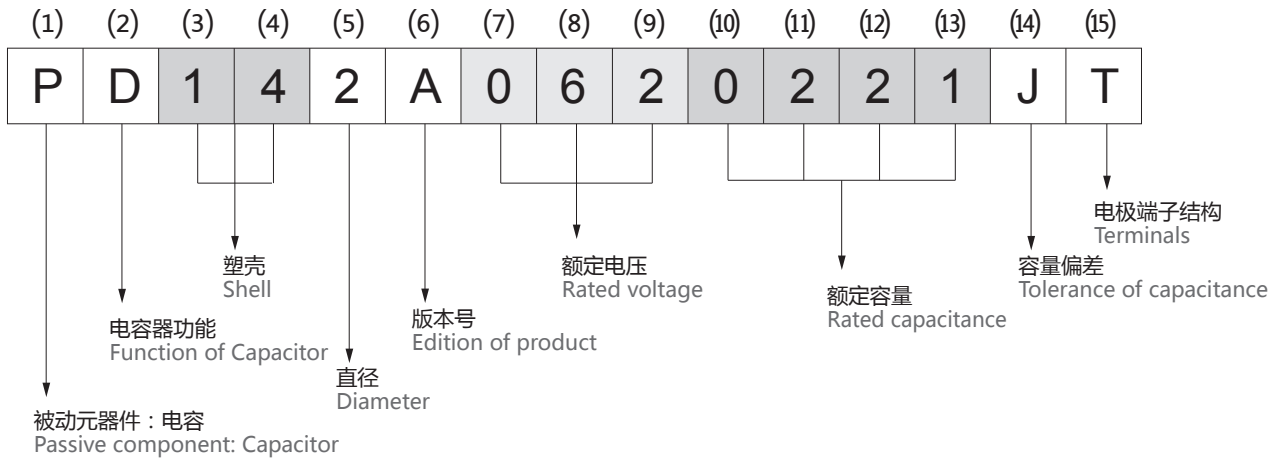 (1) (2) (3) (4) (5) (6) (7) (8) (9) (10) (11) (12) (13) (14) (15)
P D 1 4 2 A 0 6 2 0 2 2 1 J T
电极端子结构
Terminals
塑壳
Shell
额定电压
Rated voltage
容量偏差
Tolerance of capacitance
额定容量
Rated capacitance
版本号
Edition of product
电容器功能
Function of Capacitor
直径
Diameter
被动元器件：电容
Passive component: Capacitor